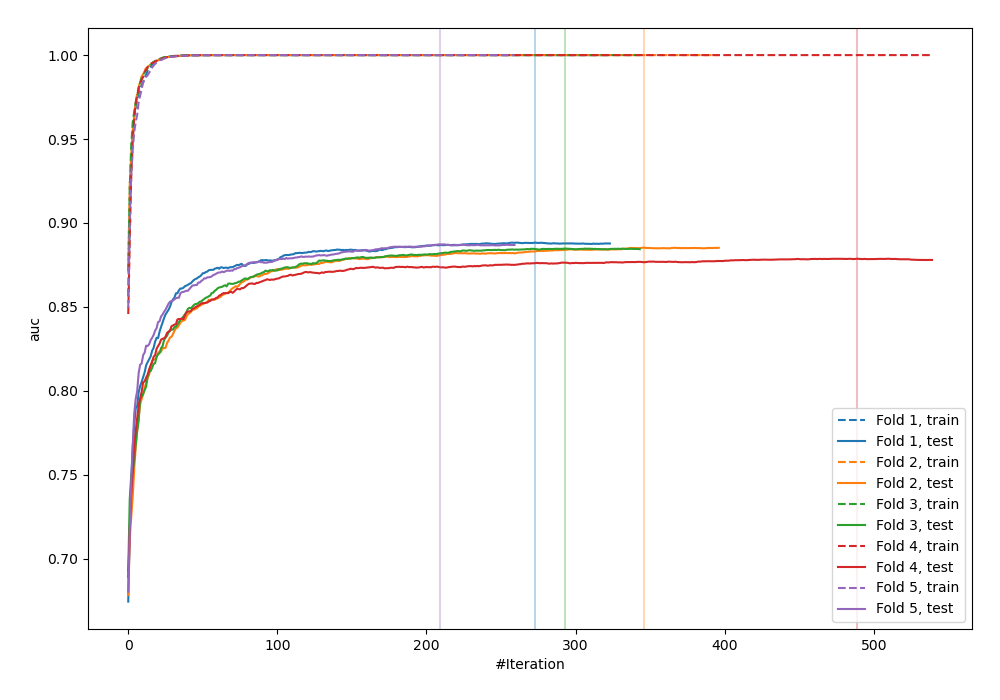 1.00
0.95
0.90
0.85
0.80
0.75
0.70
auc
0
100
200
300
400
500
#Iteration
Fold 1, train
Fold 1, test
Fold 2, train
Fold 2, test
Fold 3, train
Fold 3, test
Fold 4, train
Fold 4, test
Fold 5, train
Fold 5, test